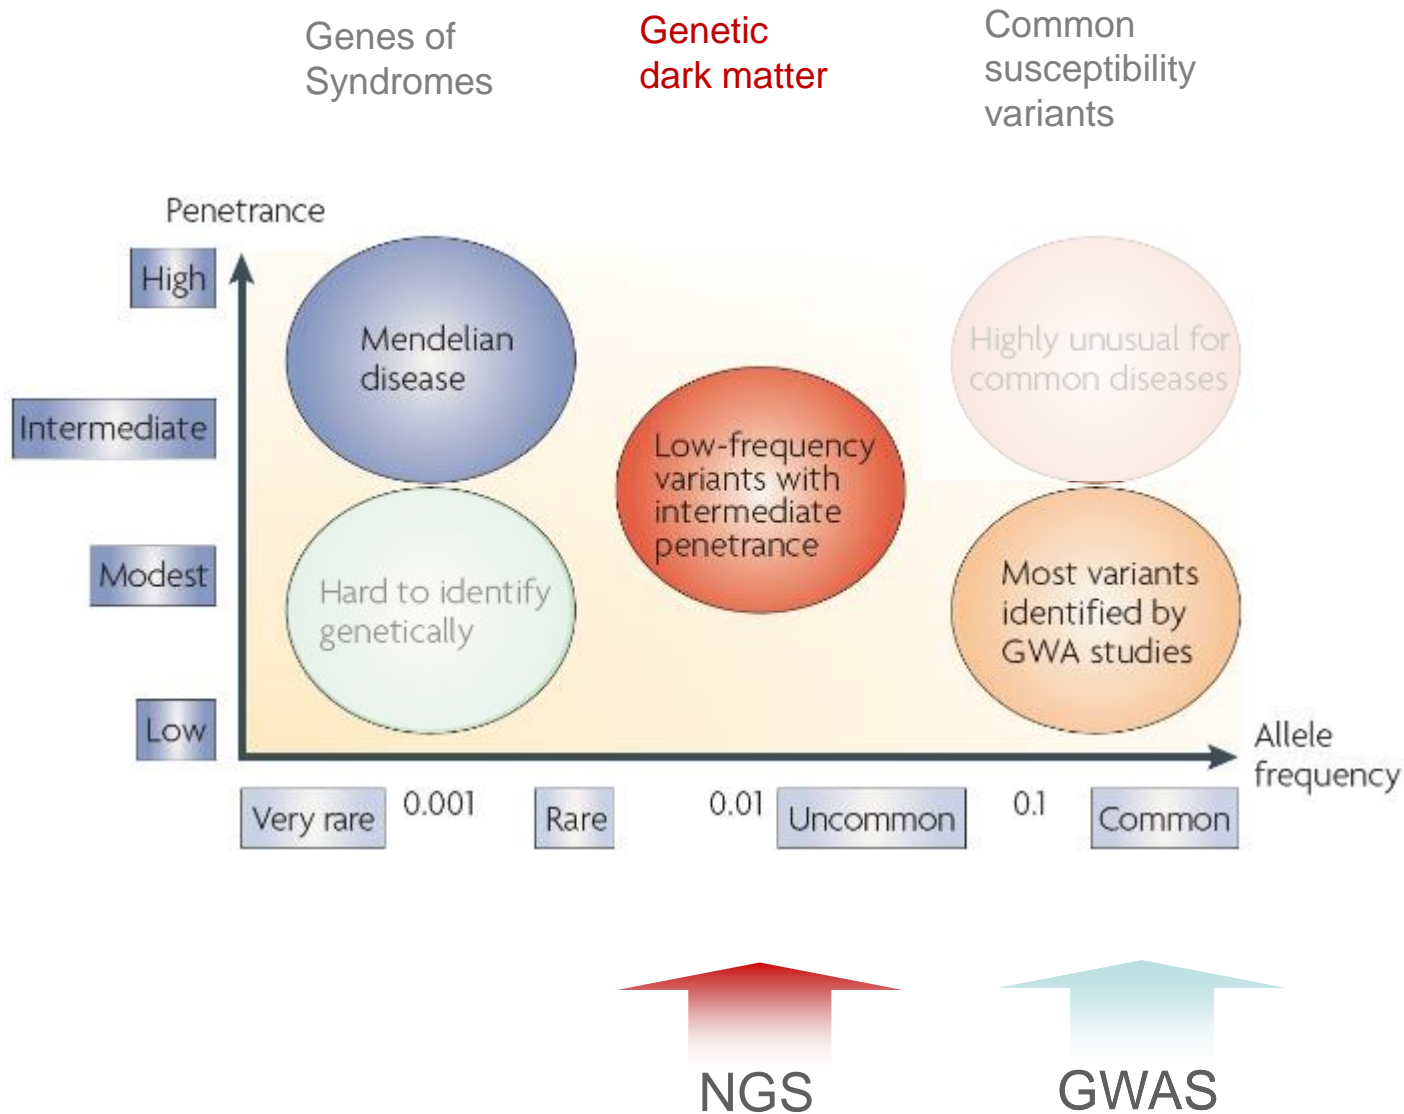 Genes of
Syndromes
Genetic
dark matter
Common
susceptibility
variants
Penetrance
High
Intermediate
Modest
Low
Mendelian
disease
Hard to identify
genetically
Low-frequency
variants with
intermediate
penetrance
Highly unusual for
common diseases
Most variants
identified by
GWA studies
Allele
frequency
Very rare
0.001
Rare
0.01
Uncommon
0.1
Common
NGS
GWAS